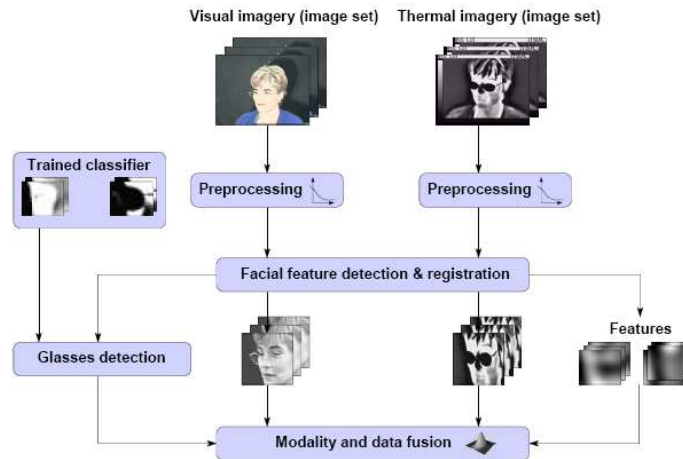 Visual imagery (image set)
Thermal imagery (image set)
Trained classifier
Preprocessing
Preprocessing
Facial feature detection & registration
Features
Glasses detection
Modality and data fusion